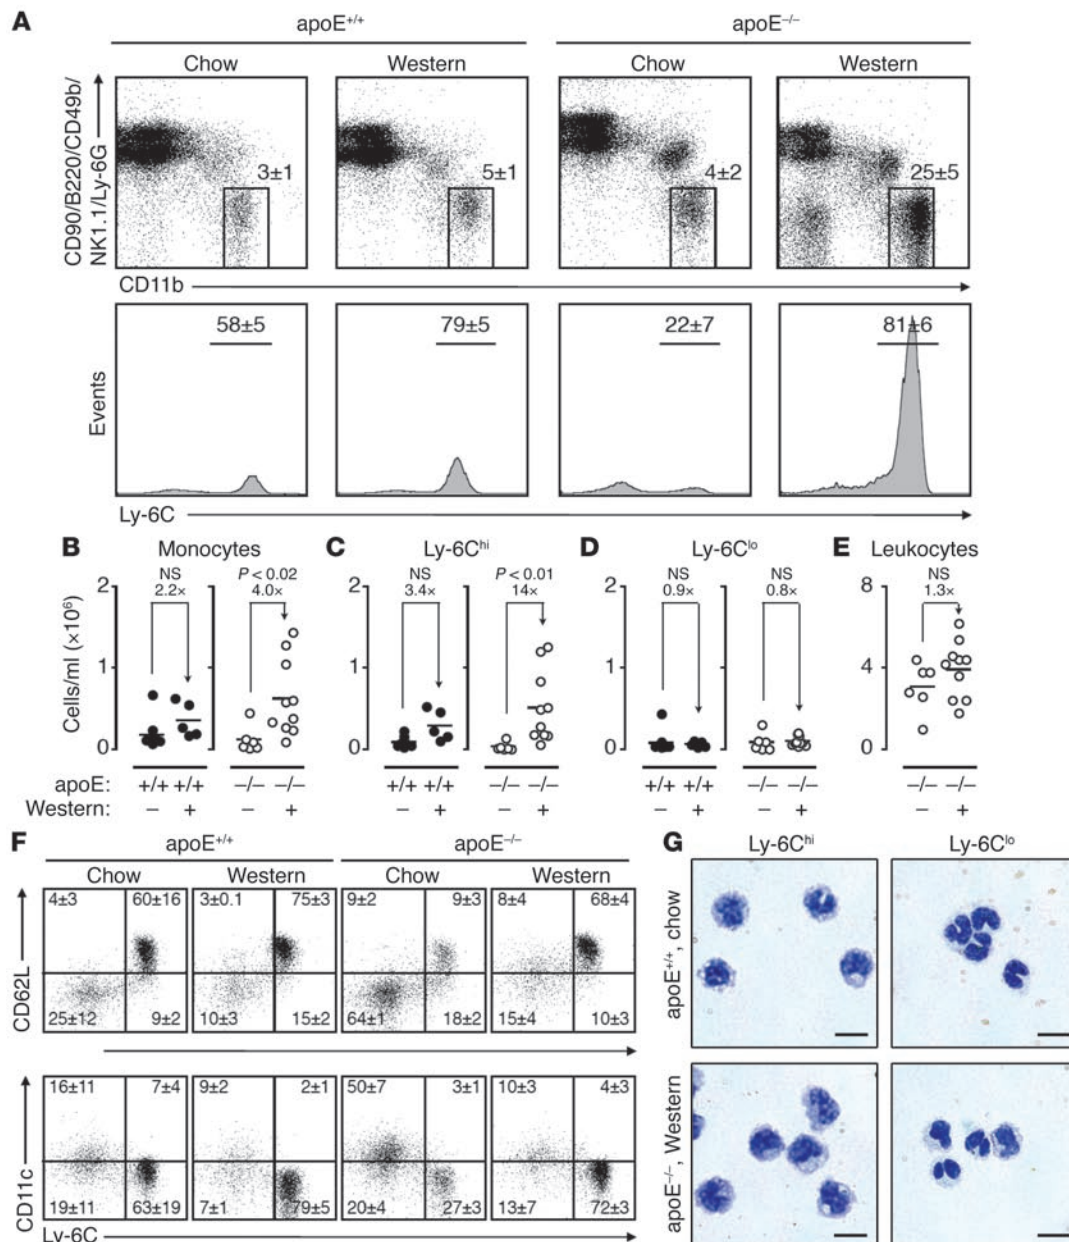 A
apoE+/+ apoE–/–
Chow Western Chow Western
CD90/B220/CD49b/
NK1.1/Ly-6G
3±1 5±1 4±2 25±5
CD11b
Events
58±5 79±5 22±7 81±6
Ly-6C
B Monocytes C Ly-6Chi D Ly-6Clo E Leukocytes
NS P < 0.02 NS P < 0.01 NS NS NS
2.2× 4.0× 3.4× 14× 0.9× 0.8× 1.3×
Cells/ml (×10⁶)
2 2 2 8
1 1 1 4
0 0 0 0
apoE: +/+ +/+ –/– –/– +/+ +/+ –/– –/– +/+ +/+ –/– –/– –/– –/–
Western: – + – + – + – + – + – + – +
F
apoE+/+ apoE–/–
Chow Western Chow Western
CD62L
4±3 60±16 3±0.1 75±3 9±2 9±3 8±4 68±4
25±12 9±2 10±3 15±2 64±1 18±2 15±4 10±3
CD11c
16±11 7±4 9±2 2±1 50±7 3±1 10±3 4±3
19±11 63±19 7±1 79±5 20±4 27±3 13±7 72±3
Ly-6C
G
Ly-6Chi Ly-6Clo
apoE+/+, chow
apoE–/–, Western